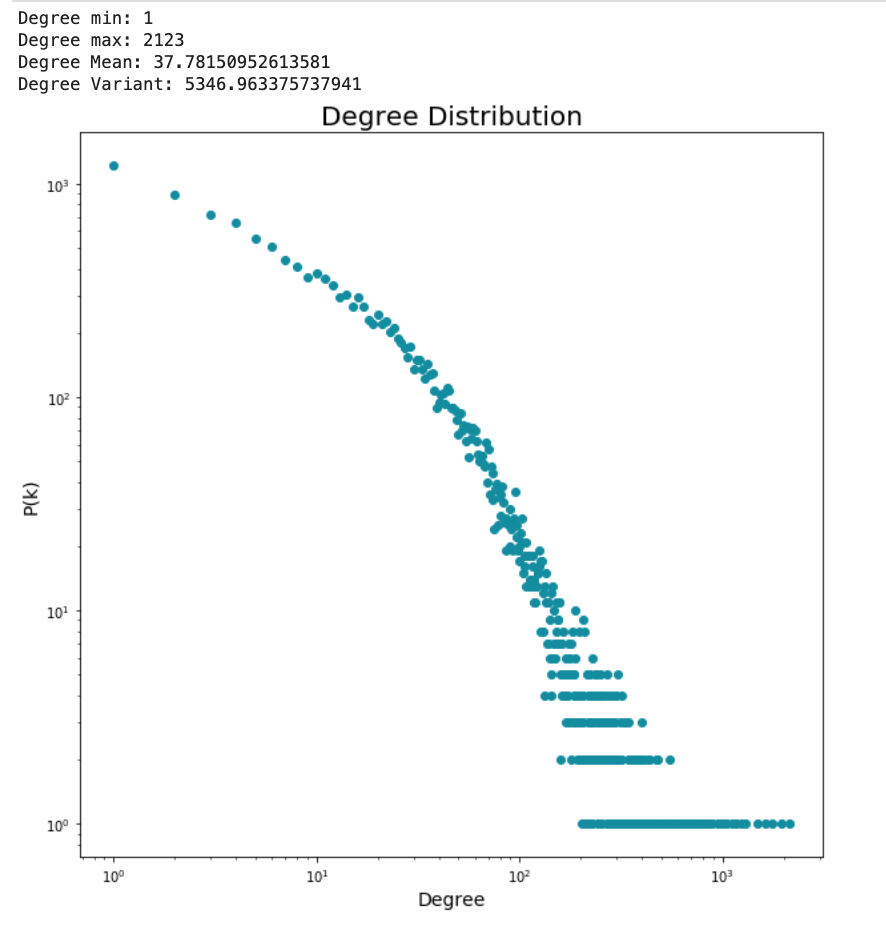 Degree min: 1
Degree max: 2123
Degree Mean: 37.78150952613581
Degree Variant: 5346.963375737941
Degree Distribution
10³
10²
10¹
10⁰
P(k)
10⁰ 10¹ 10² 10³
Degree